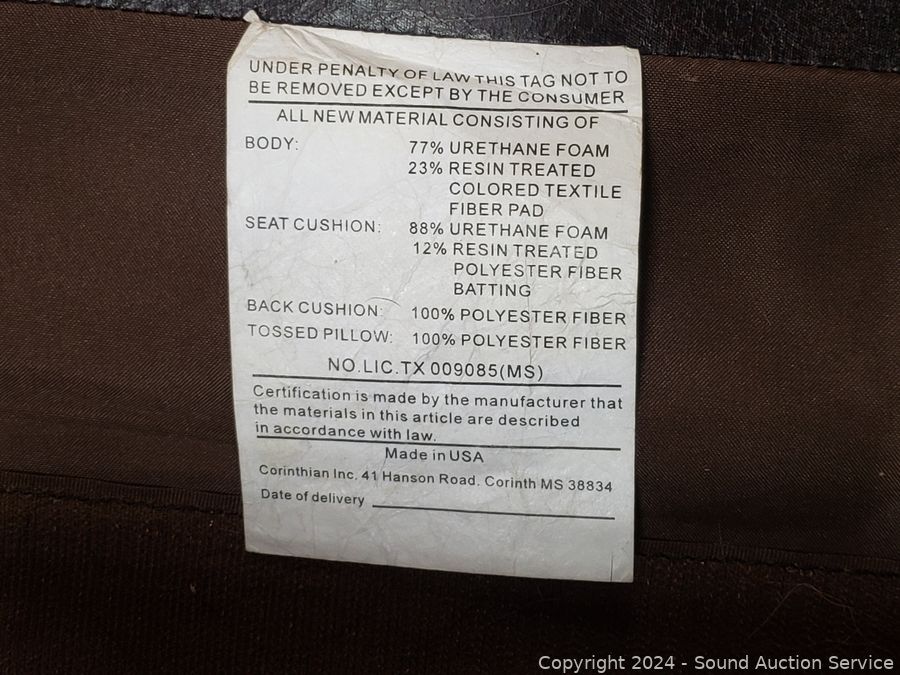 UNDER PENALTY OF LAW THIS TAG NOT TO
BE REMOVED EXCEPT BY THE CONSUMER
ALL NEW MATERIAL CONSISTING OF
BODY: 77% URETHANE FOAM
23% RESIN TREATED
COLORED TEXTILE
FIBER PAD
SEAT CUSHION: 88% URETHANE FOAM
12% RESIN TREATED
POLYESTER FIBER
BATTING
BACK CUSHION: 100% POLYESTER FIBER
TOSSED PILLOW: 100% POLYESTER FIBER
NO.LIC.TX 009085(MS)
Certification is made by the manufacturer that
the materials in this article are described
in accordance with law.
Made in USA
Corinthian Inc. 41 Hanson Road. Corinth MS 38834
Date of delivery
Copyright 2024 - Sound Auction Service